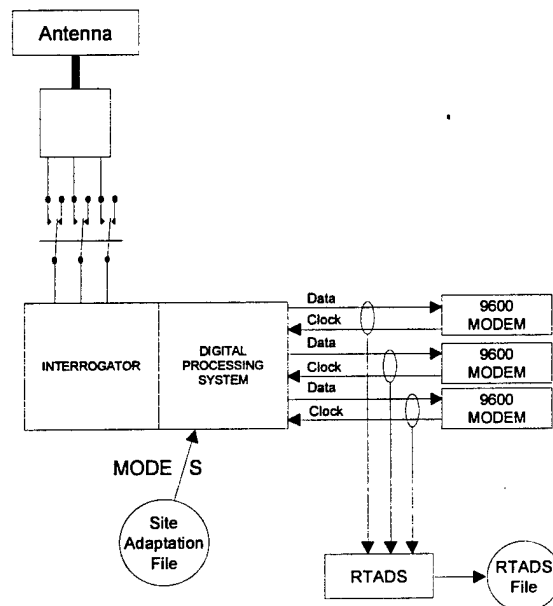 Antenna
Data
Clock
9600
MODEM
Data
Clock
9600
MODEM
Data
Clock
9600
MODEM
INTERROGATOR
DIGITAL
PROCESSING
SYSTEM
MODE S
Site
Adaptation
File
RTADS
RTADS
File